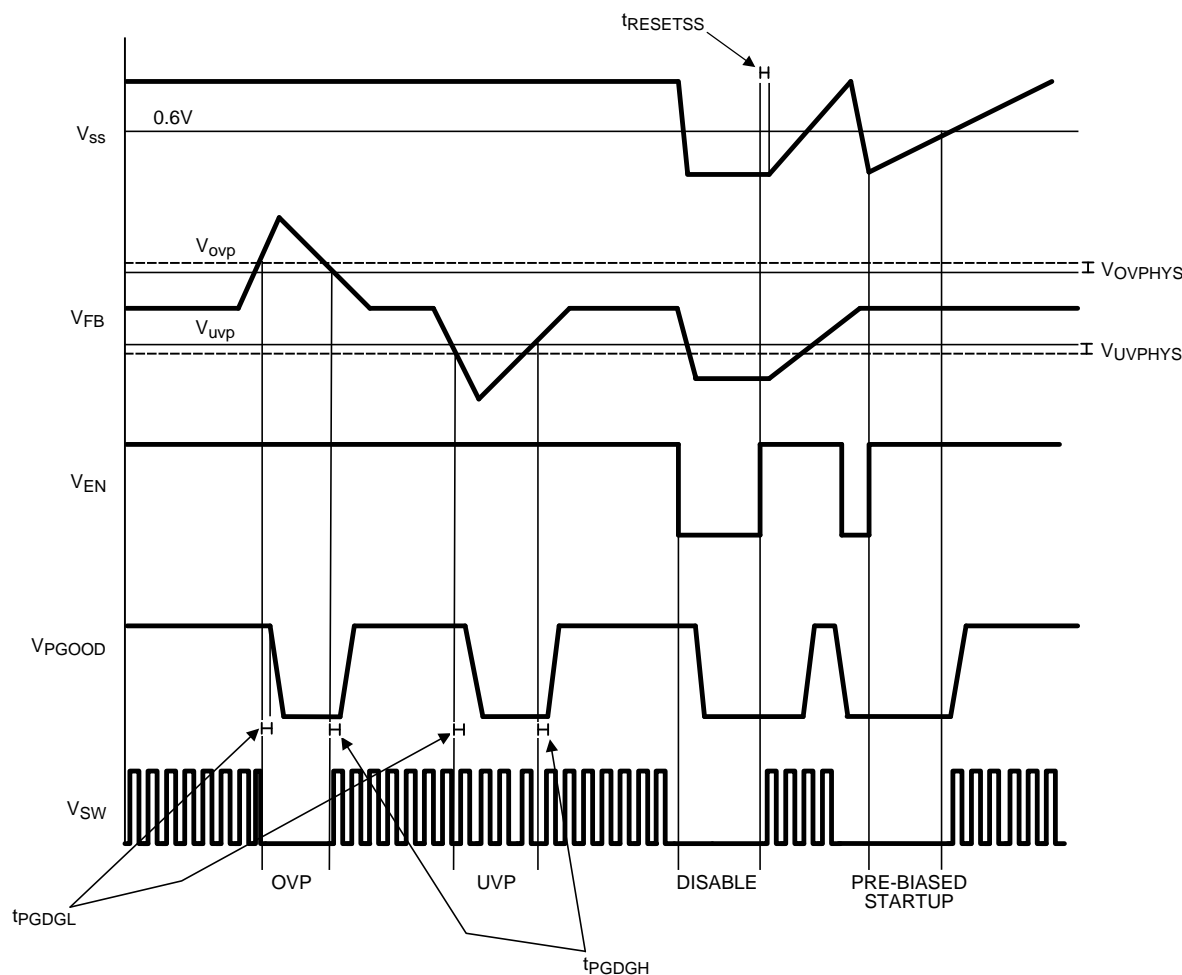 tRESETSS
0.6V
Vss
Vovp
VOVPHYS
VFB
Vuvp
VUVPHYS
VEN
VPGOOD
VSW
OVP
UVP
DISABLE
PRE-BIASED
STARTUP
tPGDGL
tPGDGH